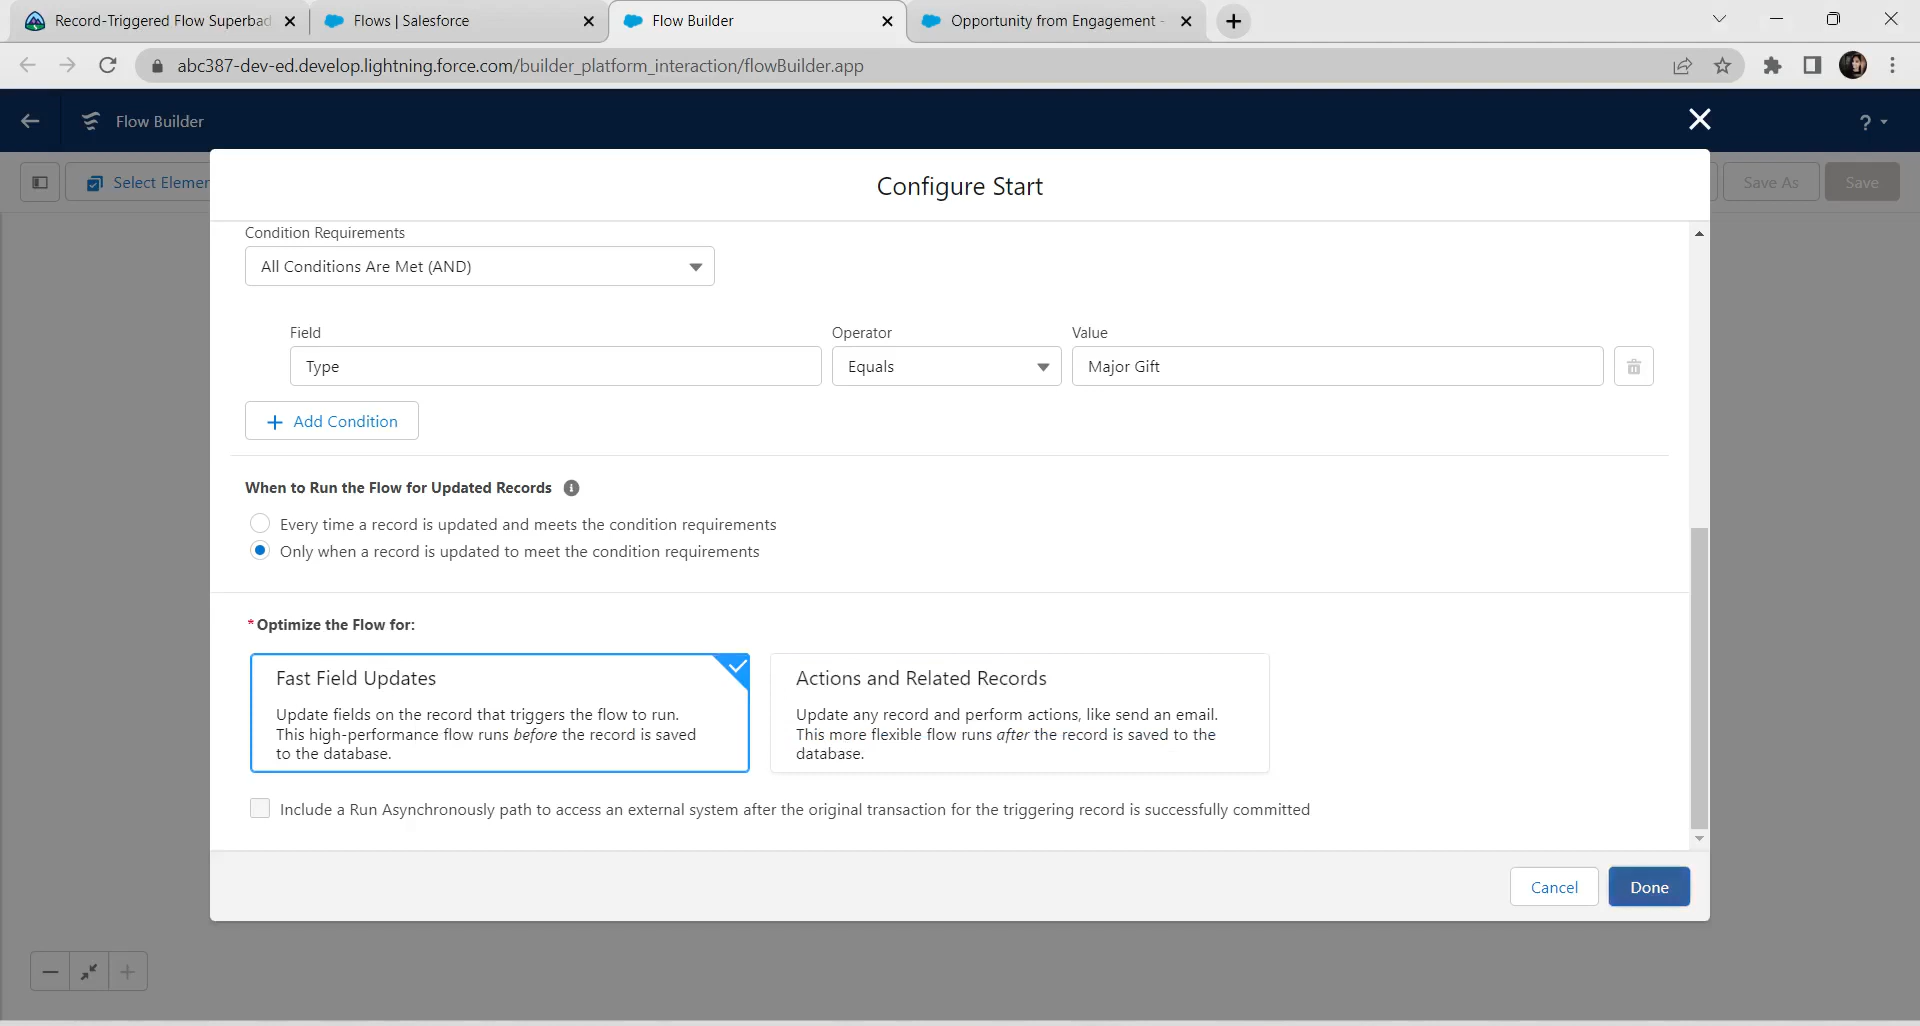 Record-Triggered Flow Superbad
Flows | Salesforce
Flow Builder
Opportunity from Engagement -
abc387-dev-ed.develop.lightning.force.com/builder_platform_interaction/flowBuilder.app
Flow Builder
?
Select Elemen
Configure Start
Save As
Save
Condition Requirements
All Conditions Are Met (AND)
Field
Operator
Value
Type
Equals
Major Gift
+ Add Condition
When to Run the Flow for Updated Records
Every time a record is updated and meets the condition requirements
Only when a record is updated to meet the condition requirements
*Optimize the Flow for:
Fast Field Updates
Update fields on the record that triggers the flow to run.
This high-performance flow runs before the record is saved
to the database.
Actions and Related Records
Update any record and perform actions, like send an email.
This more flexible flow runs after the record is saved to the
database.
Include a Run Asynchronously path to access an external system after the original transaction for the triggering record is successfully committed
Cancel
Done